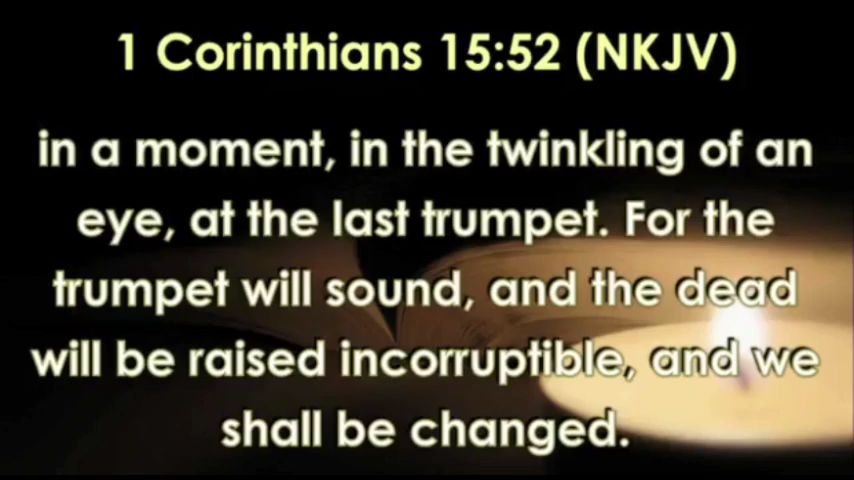 1 Corinthians 15:52 (NKJV)
in a moment, in the twinkling of an
eye, at the last trumpet. For the
trumpet will sound, and the dead
will be raised incorruptible, and we
shall be changed.